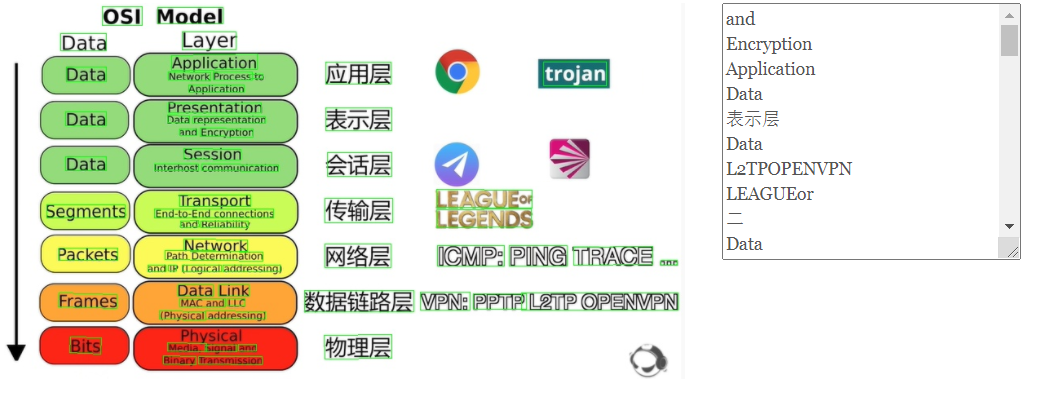 OSI Model
Data Layer
Data Application 应用层 trojan
Network Process to
Application
Data Presentation 表示层
Data representation
and Encryption
Data Session 会话层
Interhost communication
Segments Transport 传输层 LEAGUE OF
End-to-End connections LEGENDS
and Reliability
Packets Network 网络层 ICMP: PING TRACE ...
Path Determination
and IP (Logical addressing)
Frames Data Link 数据链路层 VPN: PPTP L2TP OPENVPN
MAC and LLC
(Physical addressing)
Bits Physical 物理层
Media, Signal and
Binary Transmission
and
Encryption
Application
Data
表示层
Data
L2TPOPENVPN
LEAGUEor
二
Data